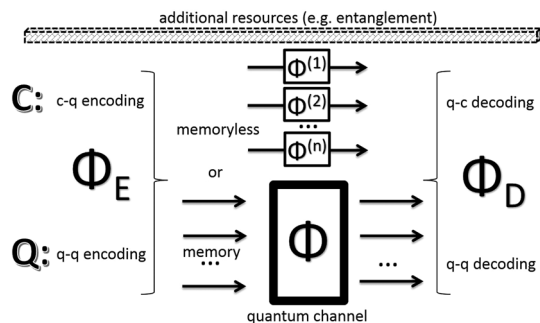 additional resources (e.g. entanglement)
C: c-q encoding
Φ(1)
Φ(2)
...
Φ(n)
q-c decoding
memoryless
or
ΦE
ΦD
Φ
Q: q-q encoding
memory
...
...
q-q decoding
quantum channel